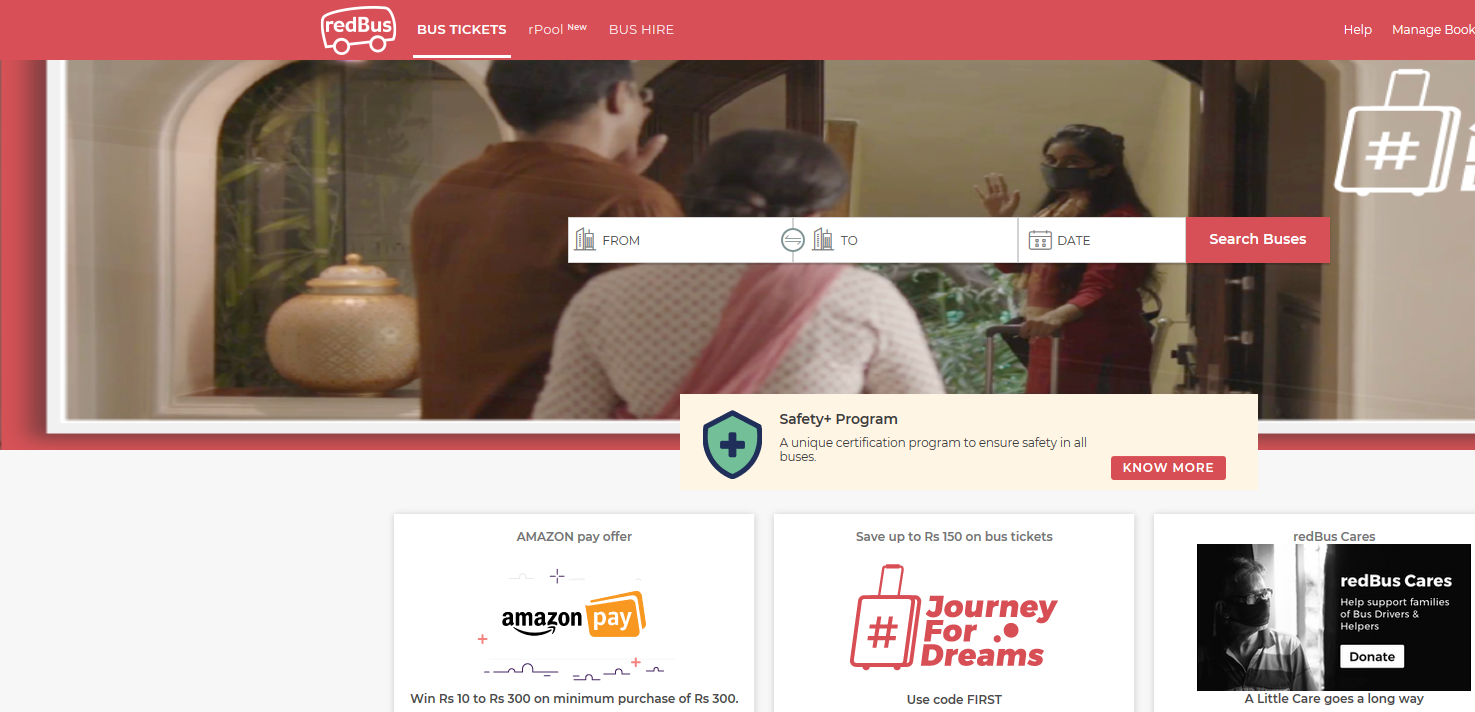 redBus
BUS TICKETS
rPool New
BUS HIRE
Help
Manage Book
#
FROM
TO
DATE
Search Buses
Safety+ Program
A unique certification program to ensure safety in all
buses.
KNOW MORE
AMAZON pay offer
amazon pay
Win Rs 10 to Rs 300 on minimum purchase of Rs 300.
Save up to Rs 150 on bus tickets
# Journey
For
Dreams
Use code FIRST
redBus Cares
redBus Cares
Help support families
of Bus Drivers &
Helpers
Donate
A Little Care goes a long way